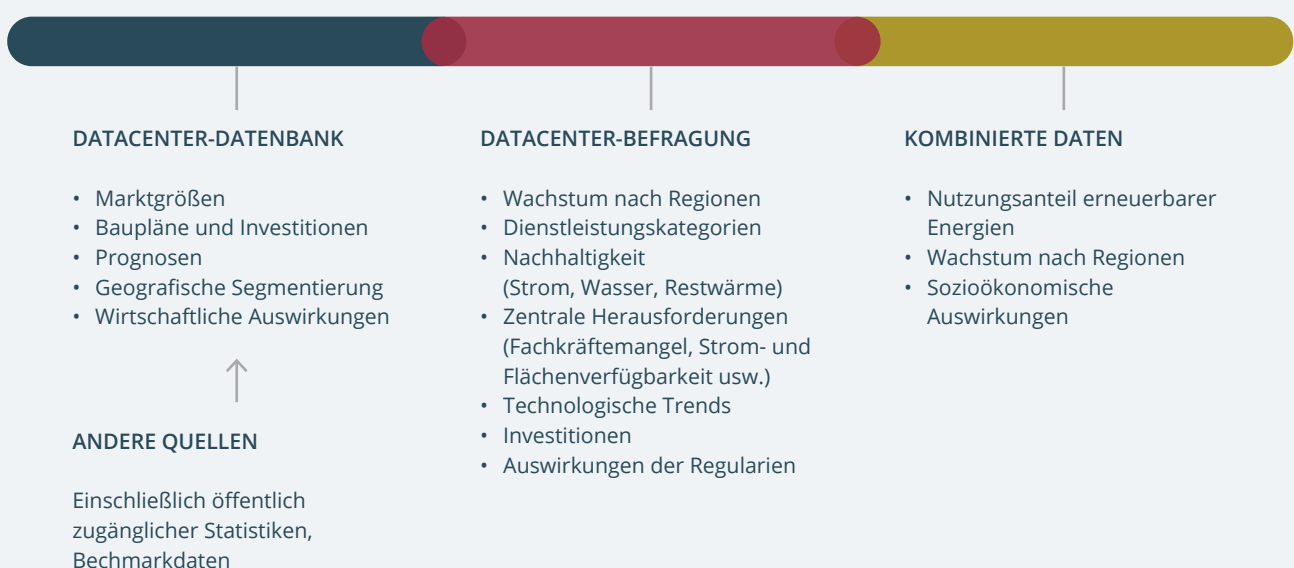 DATACENTER-DATENBANK
• Marktgrößen
• Baupläne und Investitionen
• Prognosen
• Geografische Segmentierung
• Wirtschaftliche Auswirkungen
ANDERE QUELLEN
Einschließlich öffentlich
zugänglicher Statistiken,
Bechmarkdaten
DATACENTER-BEFRAGUNG
• Wachstum nach Regionen
• Dienstleistungskategorien
• Nachhaltigkeit
(Strom, Wasser, Restwärme)
• Zentrale Herausforderungen
(Fachkräftemangel, Strom- und
Flächenverfügbarkeit usw.)
• Technologische Trends
• Investitionen
• Auswirkungen der Regularien
KOMBINIERTE DATEN
• Nutzungsanteil erneuerbarer
Energien
• Wachstum nach Regionen
• Sozioökonomische
Auswirkungen